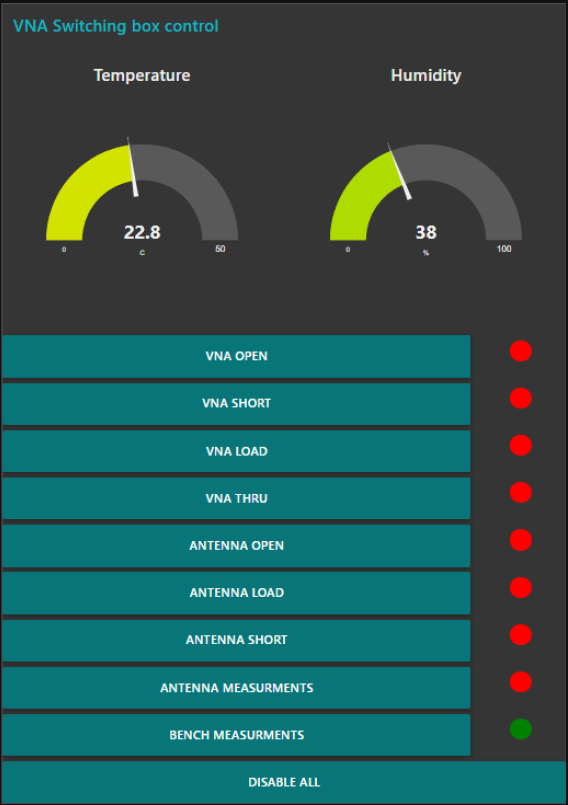 VNA Switching box control
Temperature
Humidity
22.8
0
C
50
38
0
%
100
VNA OPEN
VNA SHORT
VNA LOAD
VNA THRU
ANTENNA OPEN
ANTENNA LOAD
ANTENNA SHORT
ANTENNA MEASURMENTS
BENCH MEASURMENTS
DISABLE ALL